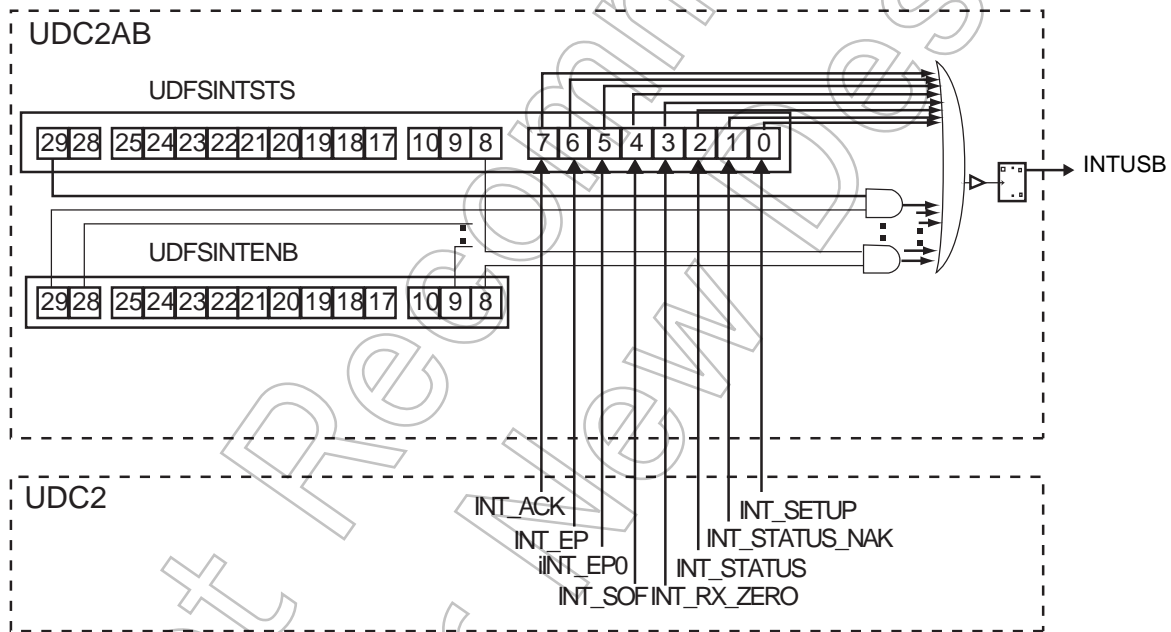 UDC2AB
UDFSINTSTS
29 28 25 24 23 22 21 20 19 18 17 10 9 8 7 6 5 4 3 2 1 0
INTUSB
UDFSINTENB
29 28 25 24 23 22 21 20 19 18 17 10 9 8
UDC2
INT_ACK INT_SETUP
INT_EP INT_STATUS_NAK
iINT_EP0 INT_STATUS
INT_SOF INT_RX_ZERO